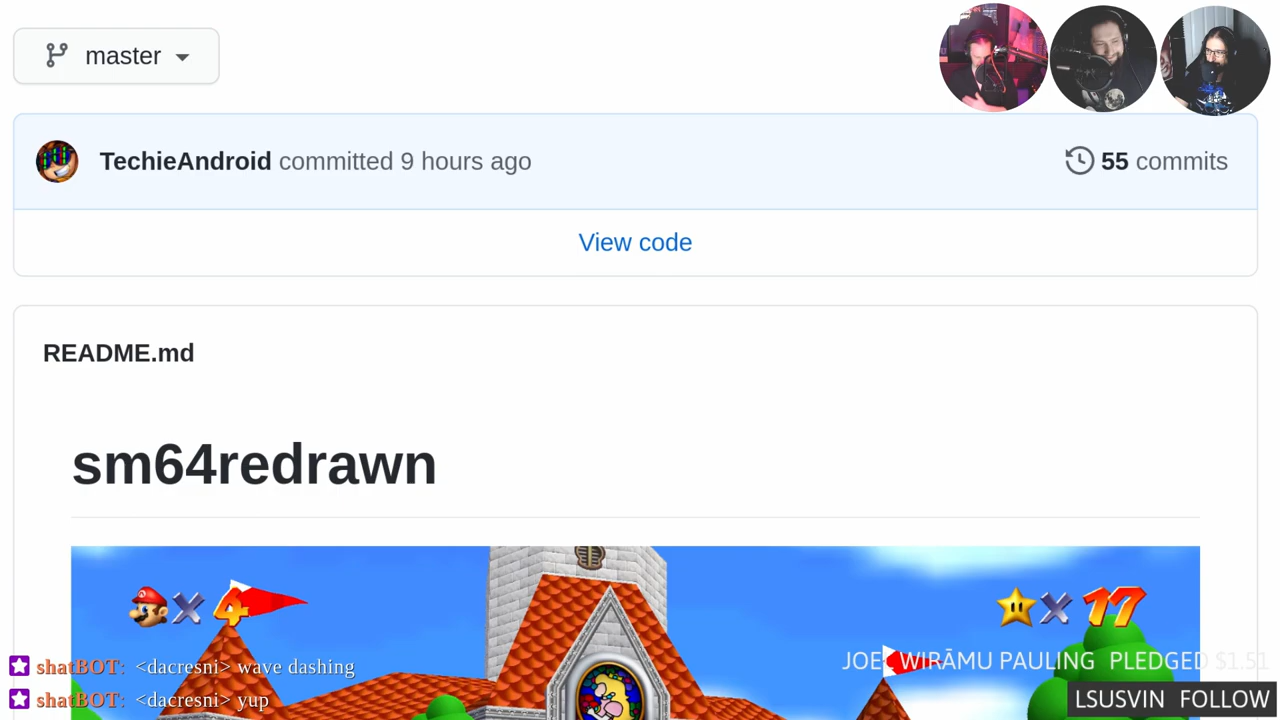 master
TechieAndroid committed 9 hours ago
55 commits
View code
README.md
sm64redrawn
4
17
shatBOT: <dacresni> wave dashing
shatBOT: <dacresni> yup
JOEL WIRĀMU PAULING PLEDGED $1.51
LSUSVIN FOLLOW